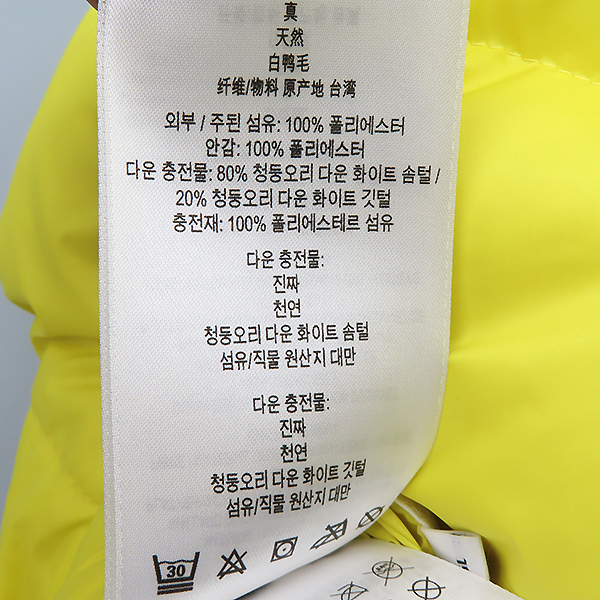 真
天然
白鸭毛
纤维/物料 原产地 台湾
외부 / 주된 섬유: 100% 폴리에스터
안감: 100% 폴리에스터
다운 충전물: 80% 청둥오리 다운 화이트 솜털 /
20% 청둥오리 다운 화이트 깃털
충전재: 100% 폴리에스테르 섬유
다운 충전물:
진짜
천연
청둥오리 다운 화이트 솜털
섬유/직물 원산지 대만
다운 충전물:
진짜
천연
청둥오리 다운 화이트 깃털
섬유/직물 원산지 대만
30